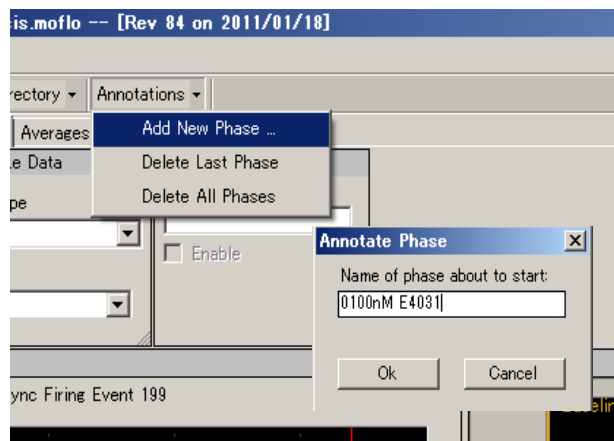 is.moflo -- [Rev 84 on 2011/01/18]
rectory Annotations
Averages Add New Phase ...
e Data Delete Last Phase
pe Delete All Phases
Enable
Annotate Phase
Name of phase about to start:
0100nM E4031
Ok Cancel
ync Firing Event 199
elin